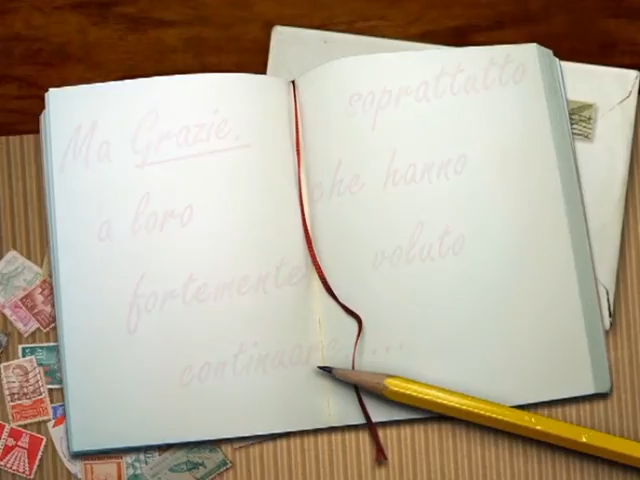 Ma Grazie.
soprattutto
a loro
che hanno
fortemente
voluto
continuare.....